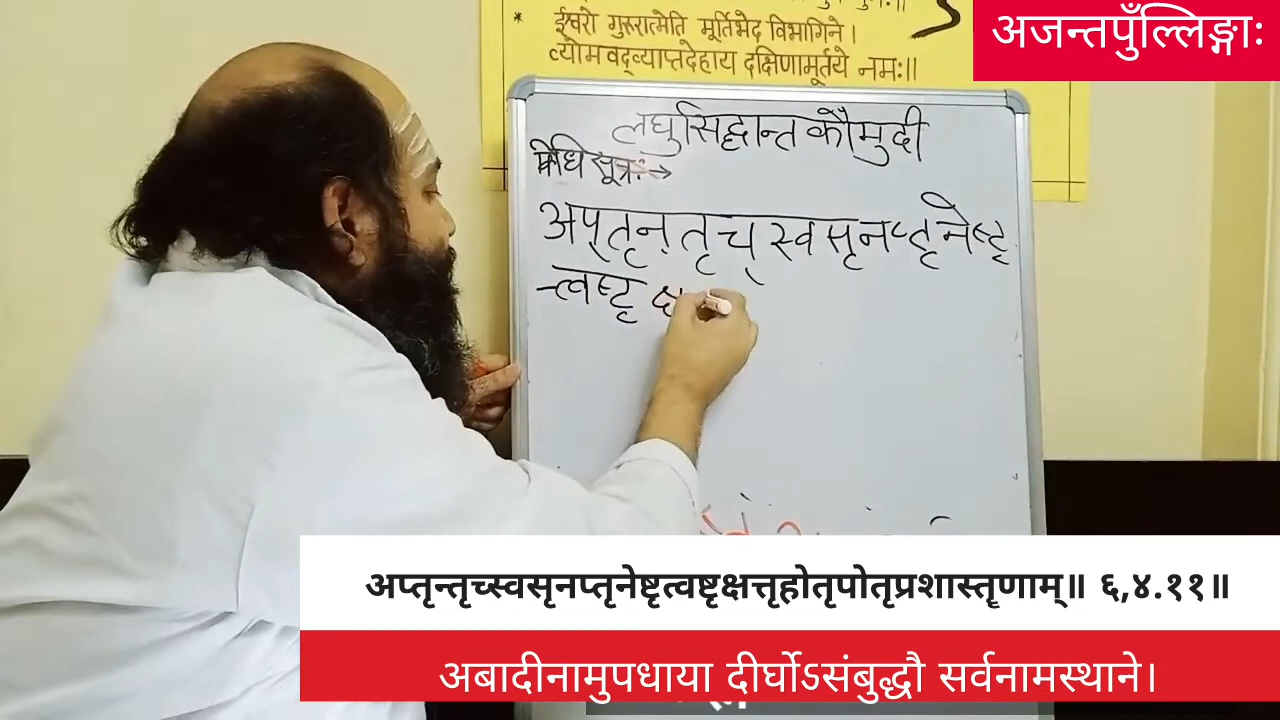 अजन्तपुँल्लिङ्गाः
ईश्वरो गुरुरात्मेति मूर्तिभेद विभागिने।
व्योमवद्व्याप्तदेहाय दक्षिणामूर्तये नमः॥
लघुसिद्धान्तकौमुदी
विधि सूत्रः→
अप्तृन्तृच्स्वसृनप्तृनेष्टृ
त्वष्टृ क्ष
अप्तृन्तृच्स्वसृनप्तृनेष्टृत्वष्टृक्षत्तृहोतृपोतृप्रशास्तॄणाम्॥ ६,४.११॥
अबादीनामुपधाया दीर्घोऽसंबुद्धौ सर्वनामस्थाने।